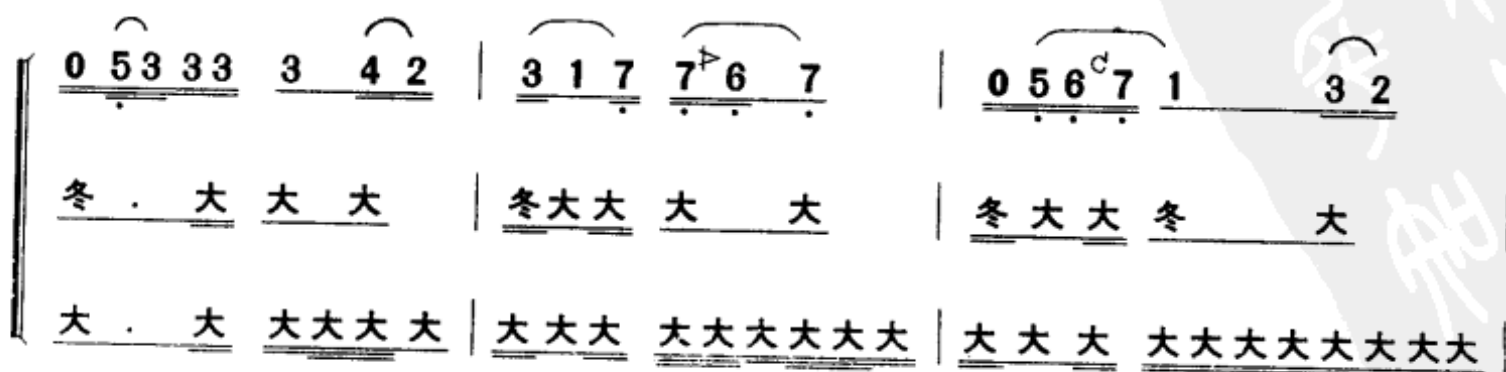 0 5 3 3 3 3 4 2 | 3 1 7 7 6 7 | 0 5 6 7 1 3 2
冬 . 大 大 大 | 冬 大 大 大 大 | 冬 大 大 冬 大
大 . 大 大 大 大 大 | 大 大 大 大 大 大 大 大 大 | 大 大 大 大 大 大 大 大 大 大 大